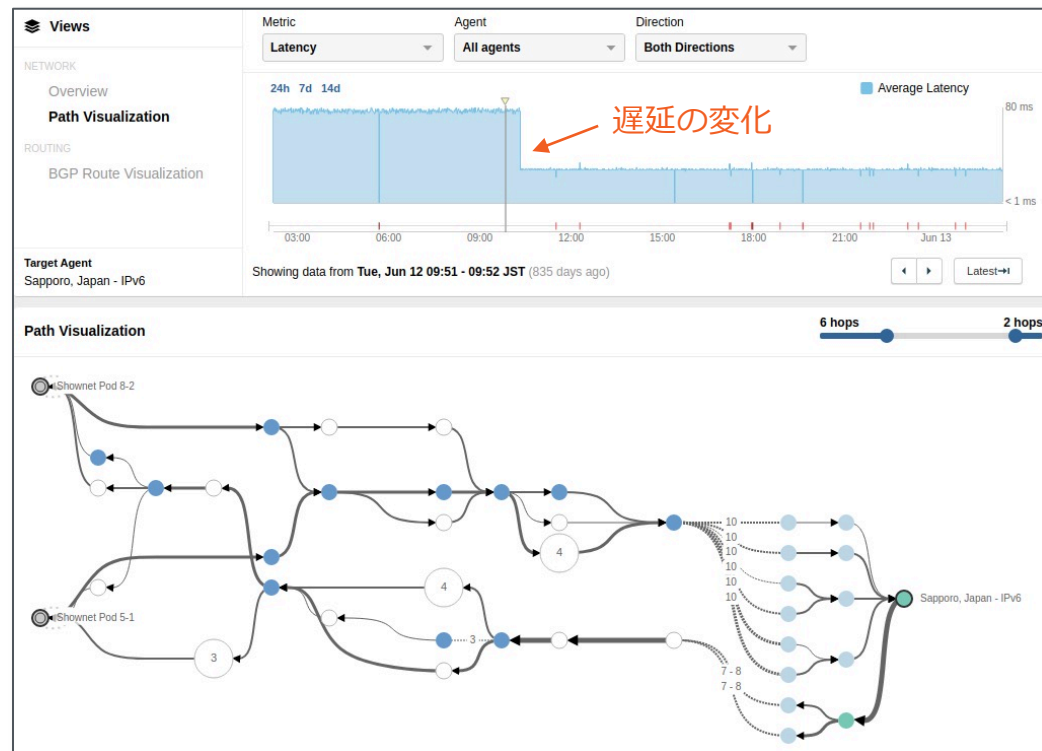 Views
NETWORK
Overview
Path Visualization
ROUTING
BGP Route Visualization
Target Agent
Sapporo, Japan - IPv6
Metric
Latency
Agent
All agents
Direction
Both Directions
24h 7d 14d
Average Latency
遅延の変化
80 ms
< 1 ms
03:00 06:00 09:00 12:00 15:00 18:00 21:00 Jun 13
Showing data from Tue, Jun 12 09:51 - 09:52 JST (835 days ago)
Latest
Path Visualization
6 hops 2 hops
Shownet Pod 8-2
4
10
10
10
10
10
Shownet Pod 5-1
4
3
3
7 - 8
7 - 8
Sapporo, Japan - IPv6